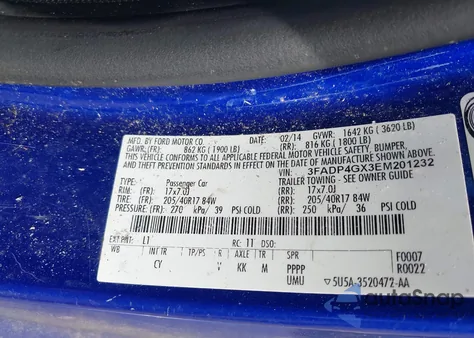 MFD. BY FORD MOTOR CO. DATE: 02/14 GVWR: 1642 KG ( 3620 LB)
GAWR: (FR): 862 KG ( 1900 LB) (RR): 816 KG ( 1800 LB)
THIS VEHICLE CONFORMS TO ALL APPLICABLE FEDERAL MOTOR VEHICLE SAFETY, BUMPER,
AND THEFT PREVENTION STANDARDS IN EFFECT ON THE DATE OF MANUFACTURE SHOWN ABOVE.
VIN: 3FADP4GX3EM201232
TYPE: Passenger Car TRAILER TOWING - SEE OWNER GUIDE
RIM: (FR): 17x7.0J (RR): 17x7.0J
TIRE: (FR): 205/40R17 84W (RR): 205/40R17 84W
PRESSURE: (FR): 270 kPa/ 39 PSI COLD (RR): 250 kPa/ 36 PSI COLD
EXT PNT: L1 RC: 11 DSO: F0007
WB INT TR TP/PS R AXLE TR SPR R0022
CY V KK M PPPP
UMU ▽5U5A-3520472-AA
autoSnap